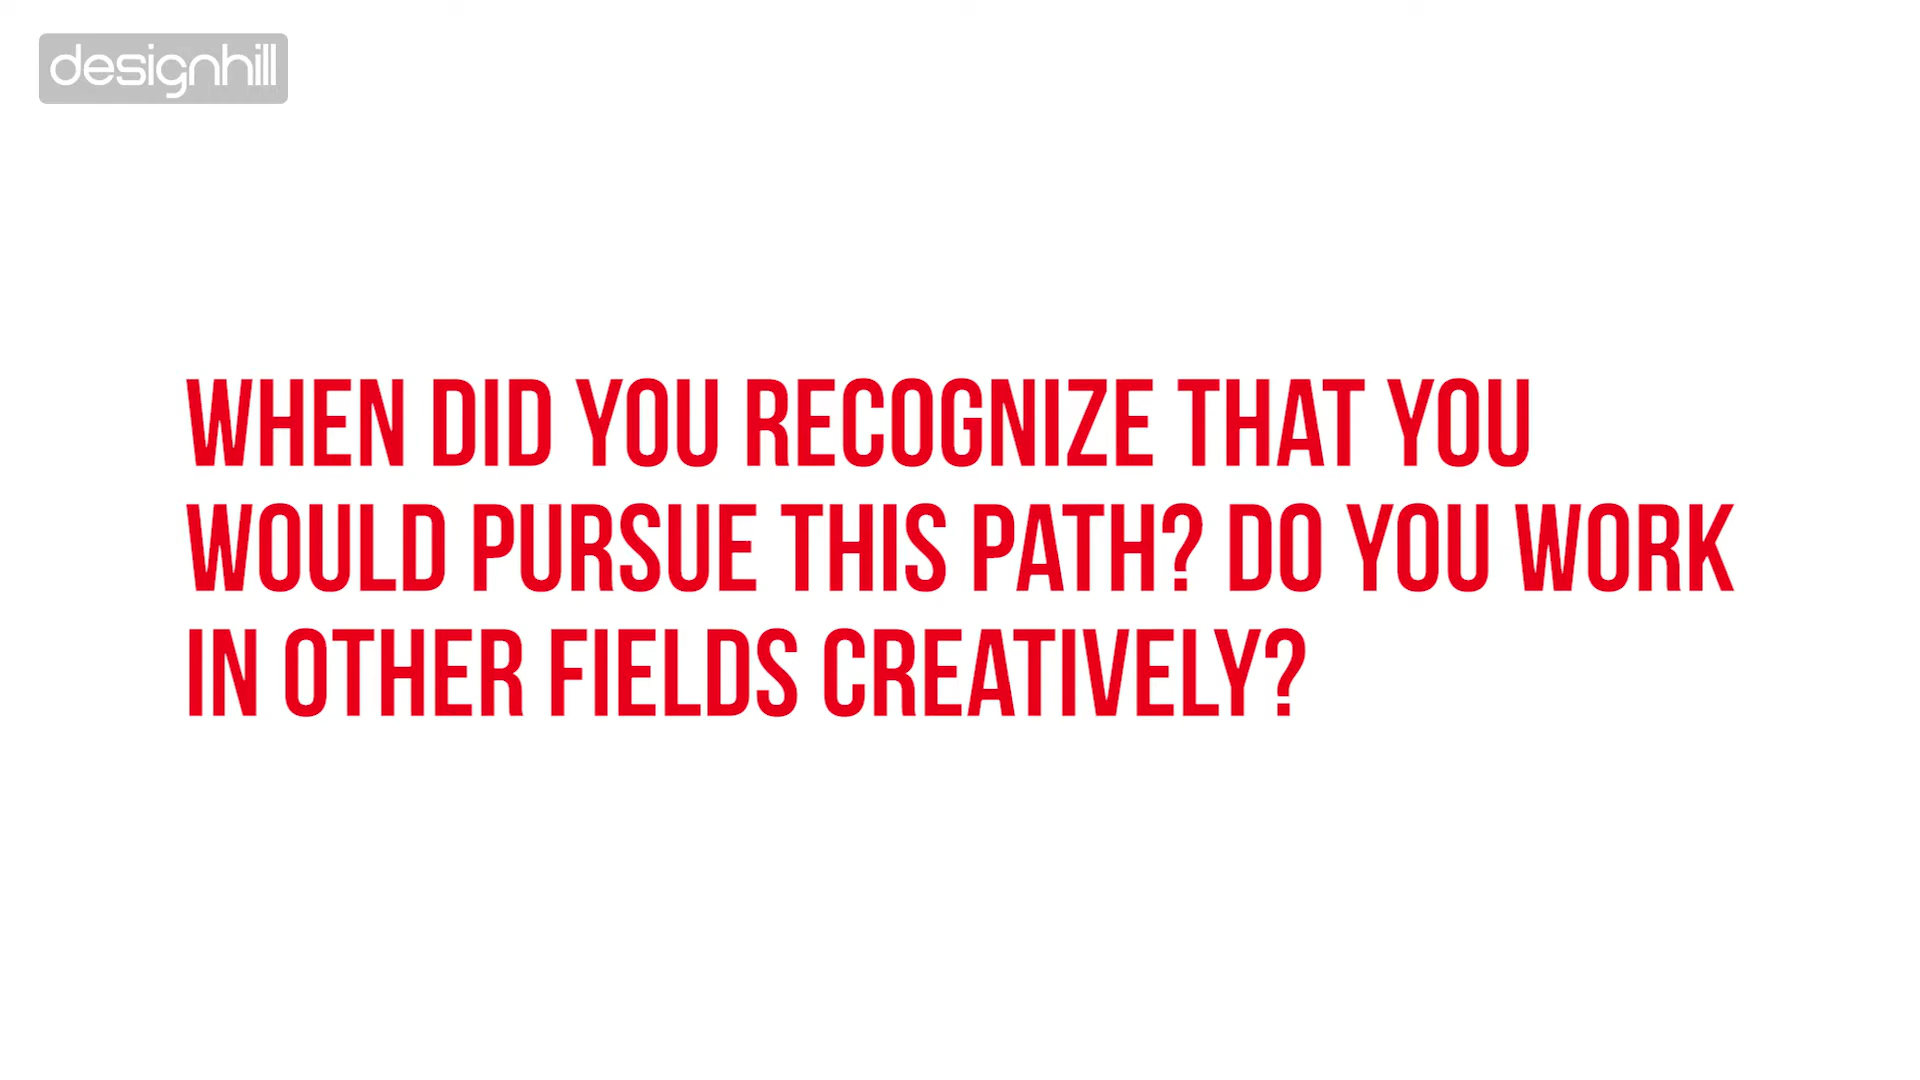 designhill
WHEN DID YOU RECOGNIZE THAT YOU
WOULD PURSUE THIS PATH? DO YOU WORK
IN OTHER FIELDS CREATIVELY?